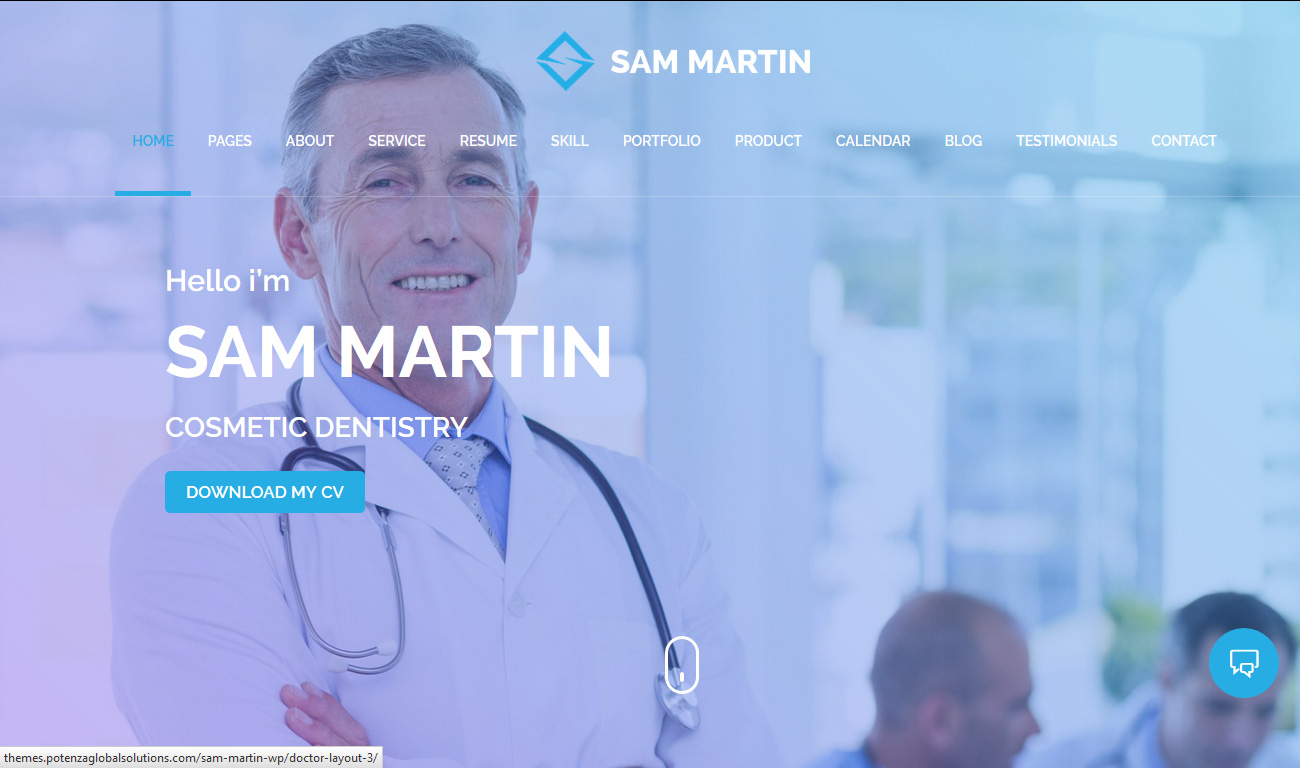 SAM MARTIN
HOME PAGES ABOUT SERVICE RESUME SKILL PORTFOLIO PRODUCT CALENDAR BLOG TESTIMONIALS CONTACT
Hello i’m
SAM MARTIN
COSMETIC DENTISTRY
DOWNLOAD MY CV
themes.potenzaglobalsolutions.com/sam-martin-wp/doctor-layout-3/